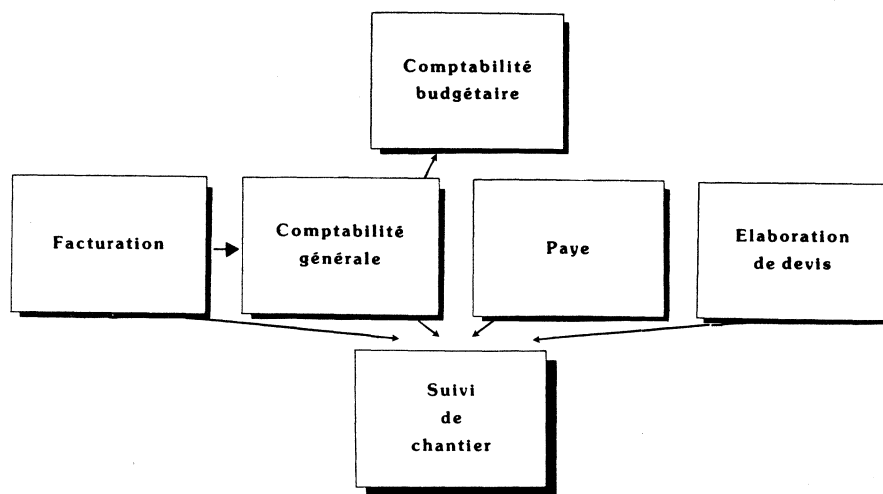 Comptabilité
budgétaire
Facturation
Comptabilité
générale
Paye
Elaboration
de devis
Suivi
de
chantier